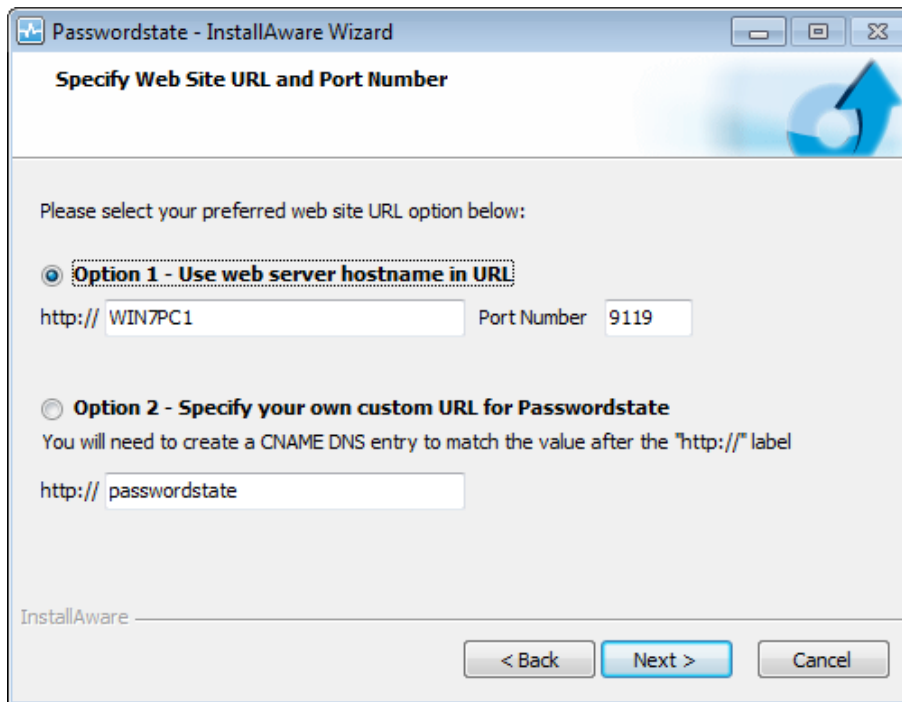 Passwordstate - InstallAware Wizard
Specify Web Site URL and Port Number
Please select your preferred web site URL option below:
Option 1 - Use web server hostname in URL
http:// WIN7PC1 Port Number 9119
Option 2 - Specify your own custom URL for Passwordstate
You will need to create a CNAME DNS entry to match the value after the "http://" label
http:// passwordstate
InstallAware
< Back Next > Cancel